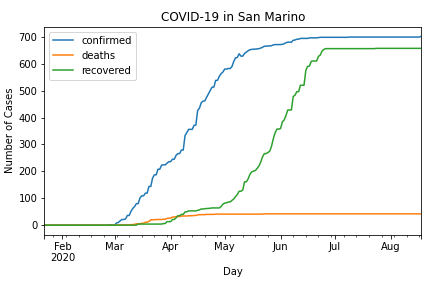 COVID-19 in San Marino
confirmed
deaths
recovered
Number of Cases
700
600
500
400
300
200
100
0
Feb
2020
Mar
Apr
May
Jun
Jul
Aug
Day